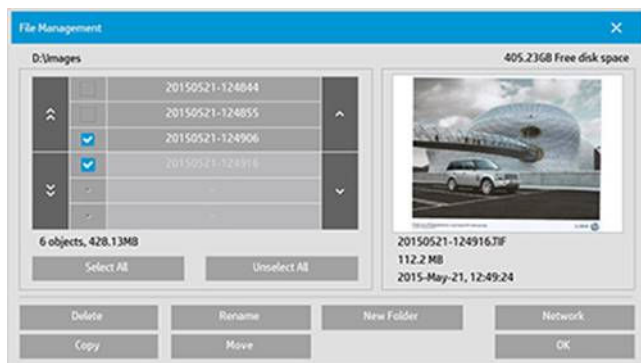 File Management
D:\Images
405.23GB Free disk space
20150521-124844
20150521-124855
20150521-124906
20150521-124916
6 objects, 428.13MB
Select All Unselect All
20150521-124916.TIF
112.2 MB
2015-May-21, 12:49:24
Delete Rename New Folder Network
Copy Move OK